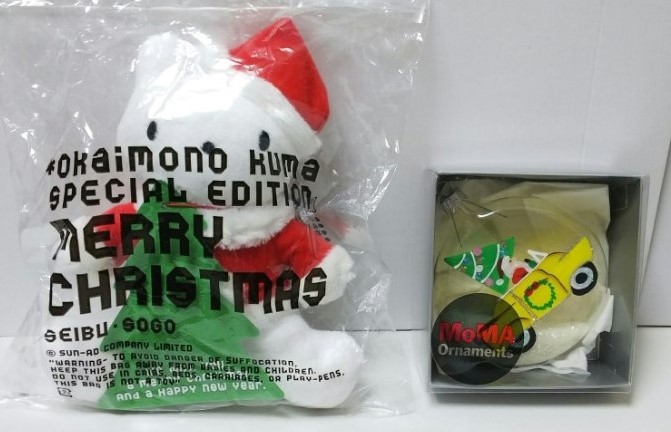 *OKaimono Kuma
SPECIAL EDITION.
MERRY
CHRISTMAS
SEIBU·SOGO
© SUN-AD COMPANY LIMITED
"WARNING- TO AVOID DANGER OF SUFFOCATION,
KEEP THIS BAG AWAY FROM BABIES AND CHILDREN.
DO NOT USE IN CRIBS, BEDS, CARRIAGES, OR PLAY-PENS.
THIS BAG IS NOT A TOY."
and a happy new year.
MoMA
Ornaments